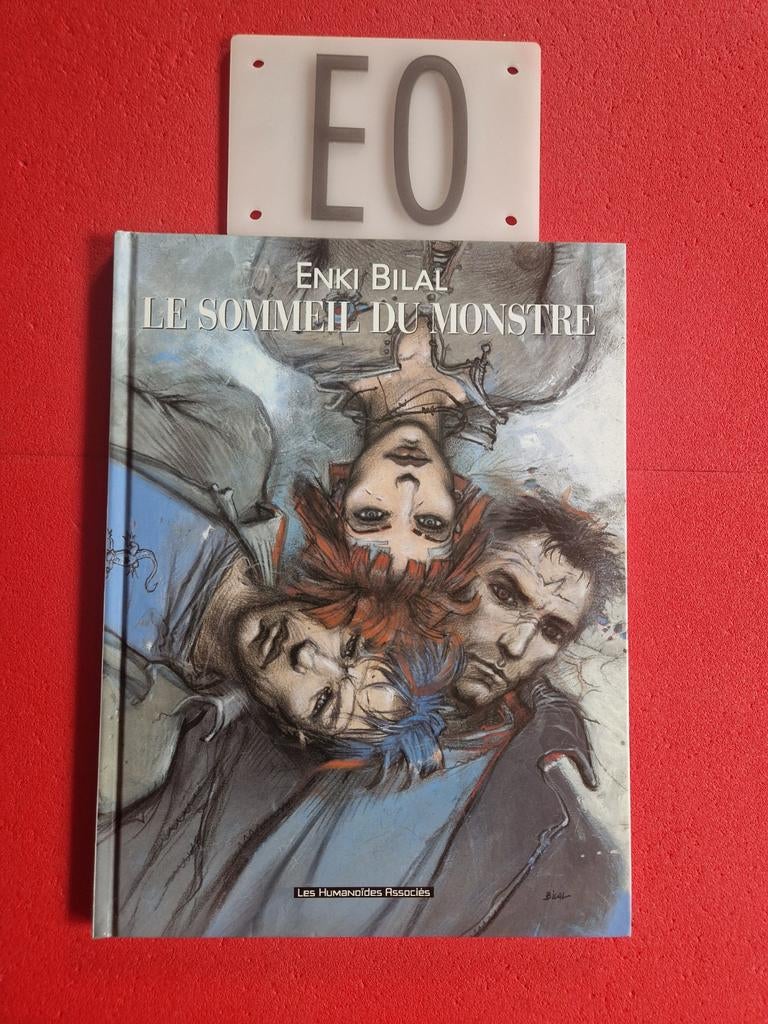 EO
ENKI BILAL
LE SOMMEIL DU MONSTRE
Les Humanoïdes Associés
BILAL